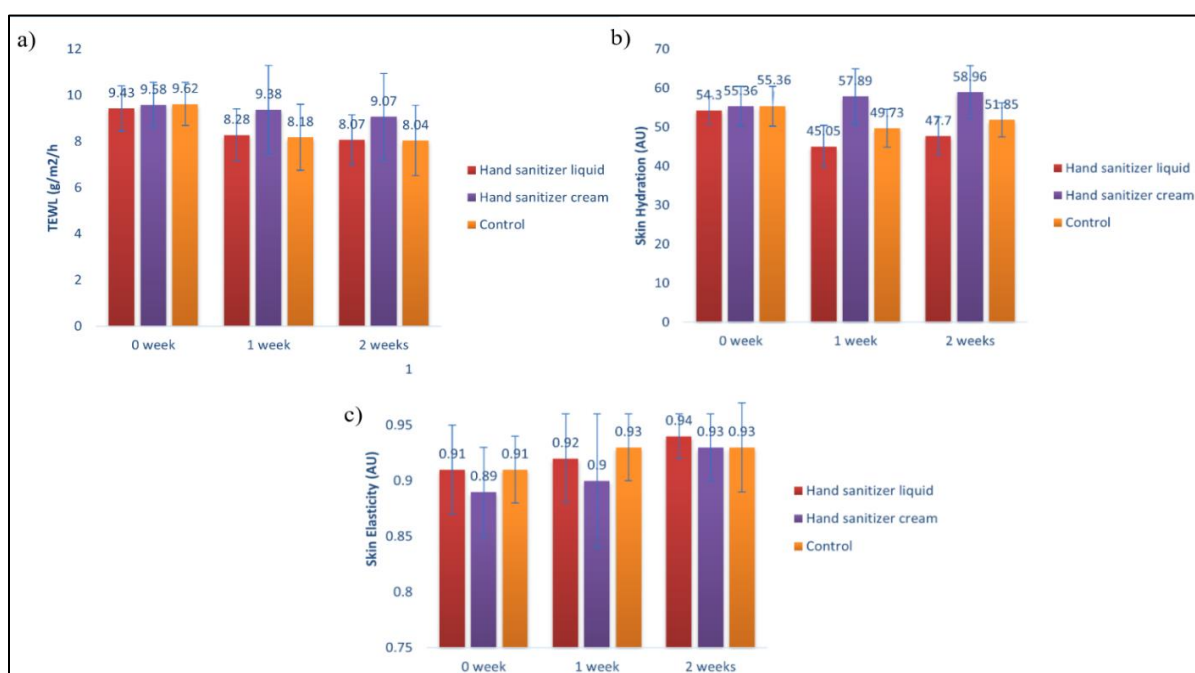 a)
12
10
8
6
4
2
0
TEWL (g/m2/h)
9.43 9.58 9.62
8.28 9.38 8.18
8.07 9.07 8.04
0 week 1 week 2 weeks
1
Hand sanitizer liquid
Hand sanitizer cream
Control
b)
70
60
50
40
30
20
10
0
Skin Hydration (AU)
54.3 55.36 55.36
45.05 57.89 49.73
47.7 58.96 51.85
0 week 1 week 2 weeks
Hand sanitizer liquid
Hand sanitizer cream
Control
c)
0.95
0.9
0.85
0.8
0.75
Skin Elasticity (AU)
0.91 0.89 0.91
0.92 0.9 0.93
0.94 0.93 0.93
0 week 1 week 2 weeks
Hand sanitizer liquid
Hand sanitizer cream
Control